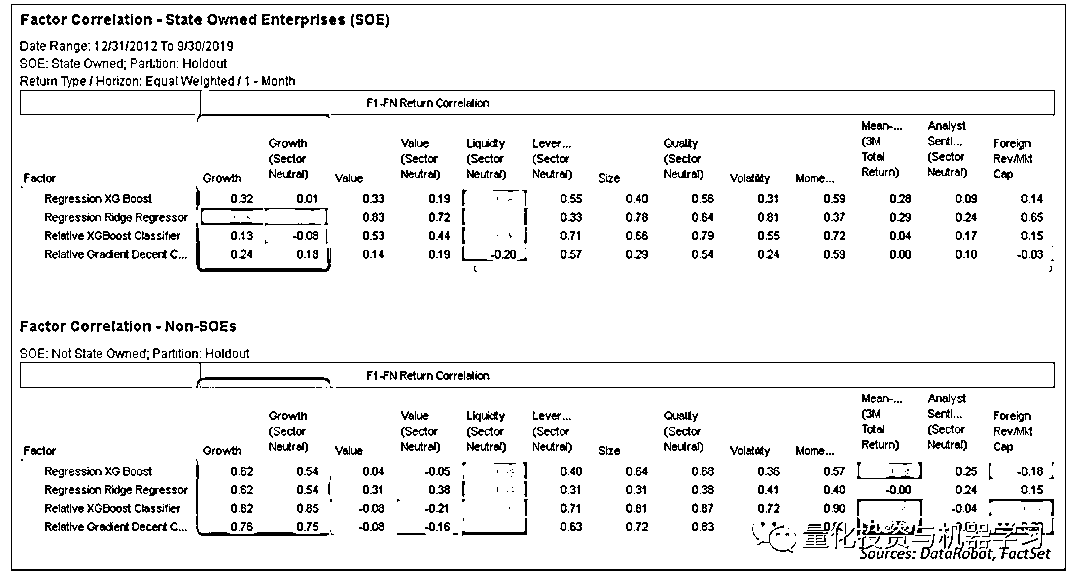 Factor Correlation - State Owned Enterprises (SOE)
Date Range: 12/31/2012 To 9/30/2019
SOE: State Owned; Partition: Holdout
Return Type / Horizon: Equal Weighted / 1 - Month
F1-FN Return Correlation
Factor Growth Growth (Sector Neutral) Value Value (Sector Neutral) Liquidity (Sector Neutral) Lever... (Sector Neutral) Size Quality (Sector Neutral) Volatility Mome... Mean-... (3M Total Return) Analyst Senti... (Sector Neutral) Foreign Rev/Mkt Cap
Regression XG Boost 0.32 0.01 0.33 0.19 0.55 0.40 0.56 0.31 0.59 0.28 0.09 0.14
Regression Ridge Regressor 0.83 0.72 0.33 0.78 0.64 0.81 0.37 0.29 0.24 0.65
Relative XGBoost Classifier 0.13 -0.08 0.53 0.44 0.71 0.66 0.79 0.55 0.72 0.04 0.17 0.15
Relative Gradient Decent C... 0.24 0.18 0.14 0.19 -0.20 0.57 0.29 0.54 0.24 0.59 0.00 0.10 -0.03
Factor Correlation - Non-SOEs
SOE: Not State Owned; Partition: Holdout
F1-FN Return Correlation
Factor Growth Growth (Sector Neutral) Value Value (Sector Neutral) Liquidity (Sector Neutral) Lever... (Sector Neutral) Size Quality (Sector Neutral) Volatility Mome... Mean-... (3M Total Return) Analyst Senti... (Sector Neutral) Foreign Rev/Mkt Cap
Regression XG Boost 0.62 0.54 0.04 -0.05 0.40 0.64 0.68 0.36 0.57 0.25 -0.18
Regression Ridge Regressor 0.62 0.54 0.31 0.38 0.31 0.31 0.38 0.41 0.40 -0.00 0.24 0.15
Relative XGBoost Classifier 0.82 0.85 -0.08 -0.21 0.71 0.81 0.87 0.72 0.90 -0.04
Relative Gradient Decent C... 0.76 0.75 -0.08 -0.16 0.63 0.72 0.83
量化投资与机器学习
Sources: DataRobot, FactSet